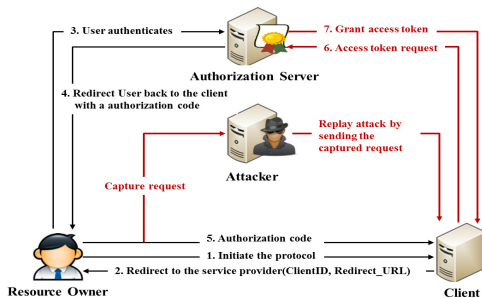 3. User authenticates
7. Grant access token
6. Access token request
Authorization Server
4. Redirect User back to the client
with a authorization code
Replay attack by
sending the
captured request
Capture request
Attacker
5. Authorization code
1. Initiate the protocol
2. Redirect to the service provider(ClientID, Redirect_URL)
Resource Owner
Client